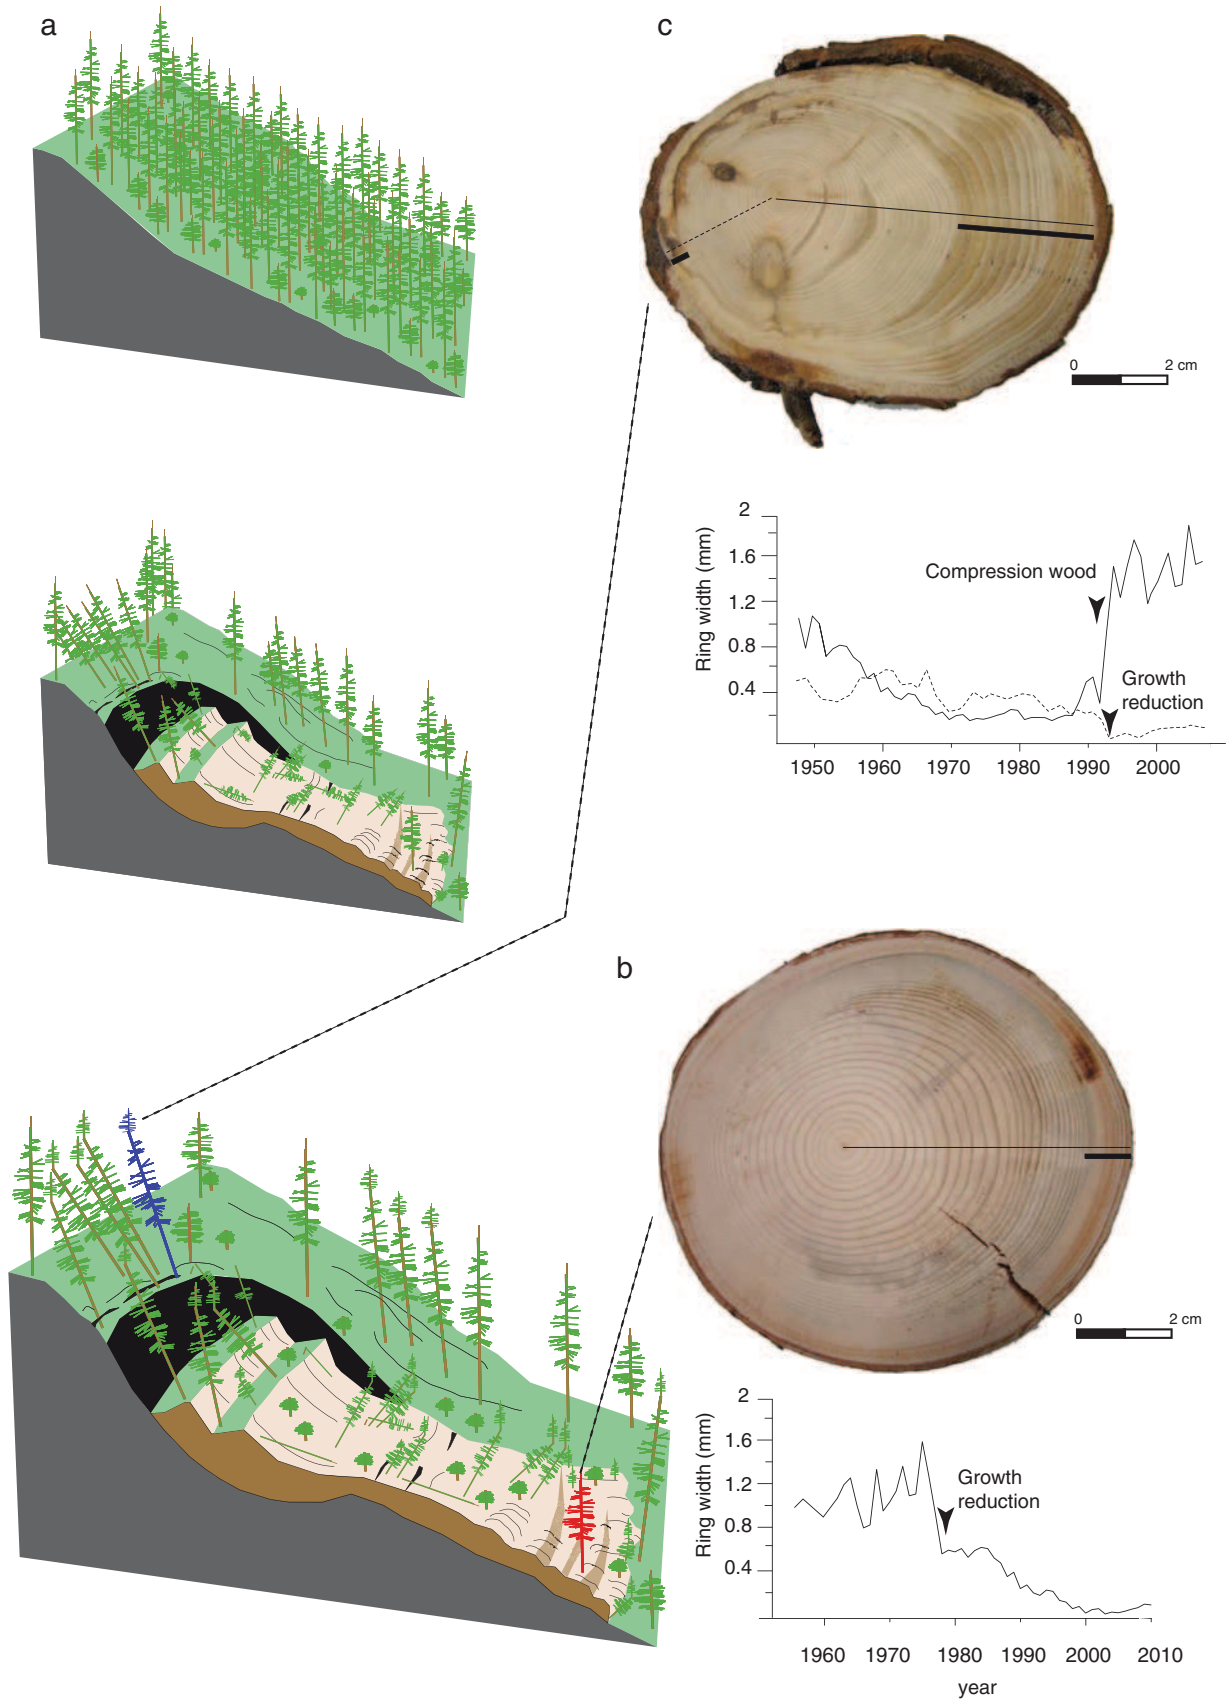 a
c
0 2 cm
2
1.6
1.2
0.8
0.4
Ring width (mm)
Compression wood
Growth
reduction
1950 1960 1970 1980 1990 2000
b
0 2 cm
2
1.6
1.2
0.8
0.4
Ring width (mm)
Growth
reduction
1960 1970 1980 1990 2000 2010
year